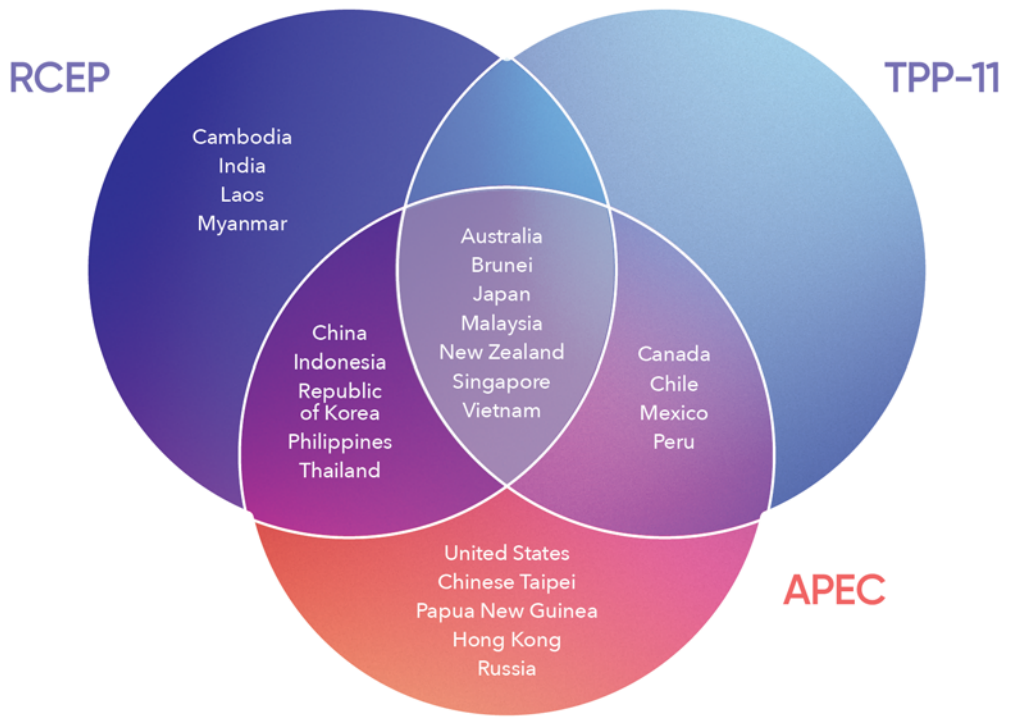 RCEP
TPP-11
Cambodia
India
Laos
Myanmar
Australia
Brunei
Japan
Malaysia
New Zealand
Singapore
Vietnam
China
Indonesia
Republic
of Korea
Philippines
Thailand
Canada
Chile
Mexico
Peru
United States
Chinese Taipei
Papua New Guinea
Hong Kong
Russia
APEC